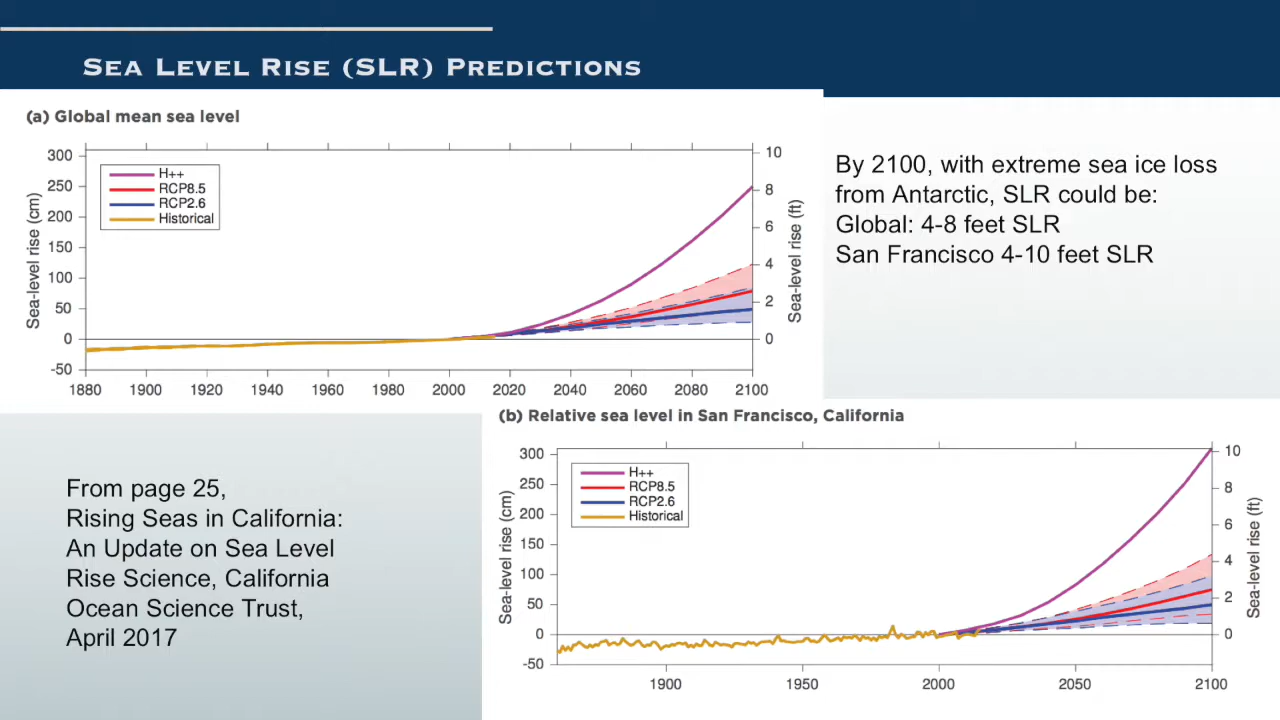 SEA LEVEL RISE (SLR) PREDICTIONS
(a) Global mean sea level
Sea-level rise (cm)
300
250
200
150
100
50
0
-50
H++
RCP8.5
RCP2.6
Historical
1880 1900 1920 1940 1960 1980 2000 2020 2040 2060 2080 2100
10
8
6
4
2
0
Sea-level rise (ft)
By 2100, with extreme sea ice loss
from Antarctic, SLR could be:
Global: 4-8 feet SLR
San Francisco 4-10 feet SLR
From page 25,
Rising Seas in California:
An Update on Sea Level
Rise Science, California
Ocean Science Trust,
April 2017
(b) Relative sea level in San Francisco, California
Sea-level rise (cm)
300
250
200
150
100
50
0
-50
H++
RCP8.5
RCP2.6
Historical
1900 1950 2000 2050 2100
10
8
6
4
2
0
Sea-level rise (ft)